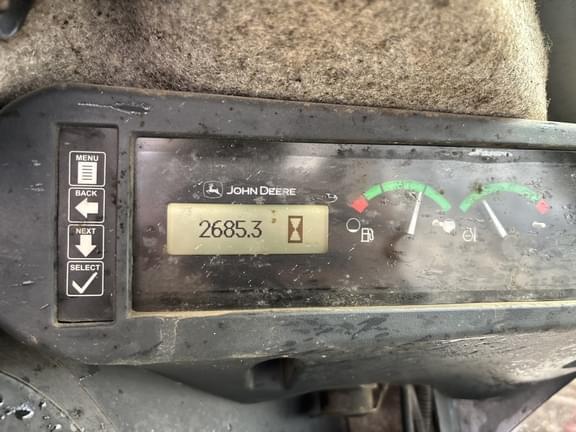 MENU
BACK
NEXT
SELECT
JOHN DEERE
2685.3